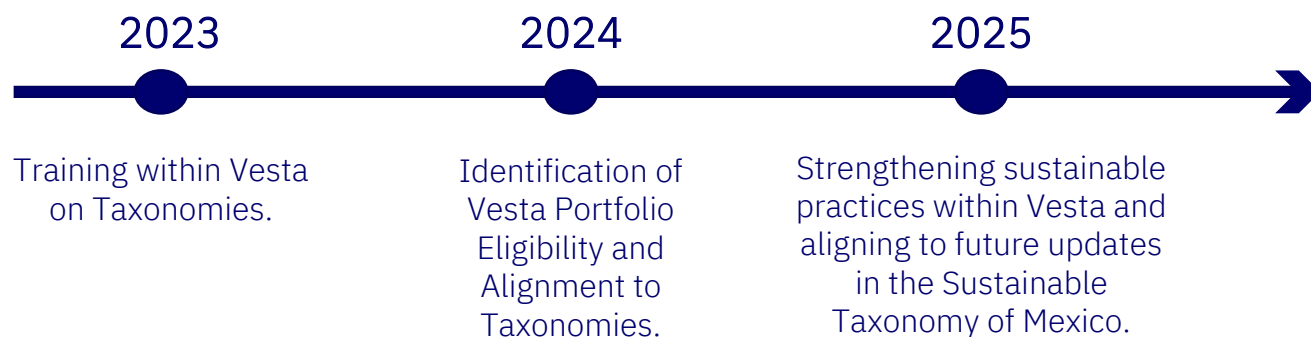 2023
2024
2025
Training within Vesta
on Taxonomies.
Identification of
Vesta Portfolio
Eligibility and
Alignment to
Taxonomies.
Strengthening sustainable
practices within Vesta and
aligning to future updates
in the Sustainable
Taxonomy of Mexico.